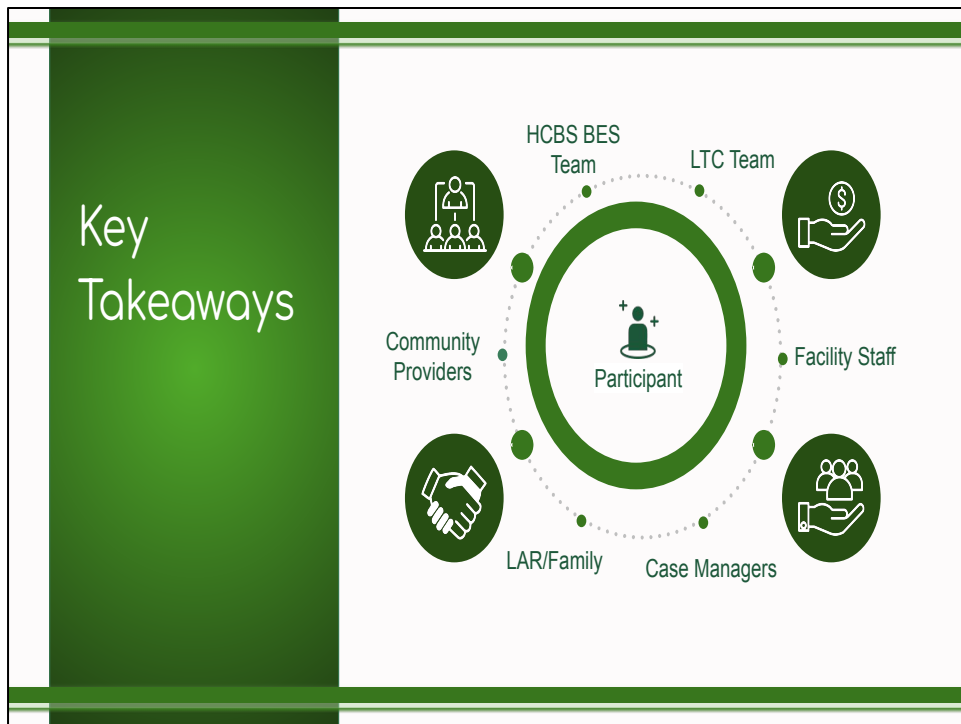 Key
Takeaways
HCBS BES
Team
LTC Team
$
Community
Providers
Participant
Facility Staff
LAR/Family
Case Managers